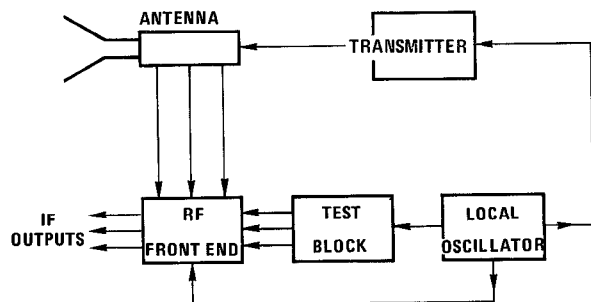 ANTENNA
TRANSMITTER
IF
OUTPUTS
RF
FRONT END
TEST
BLOCK
LOCAL
OSCILLATOR